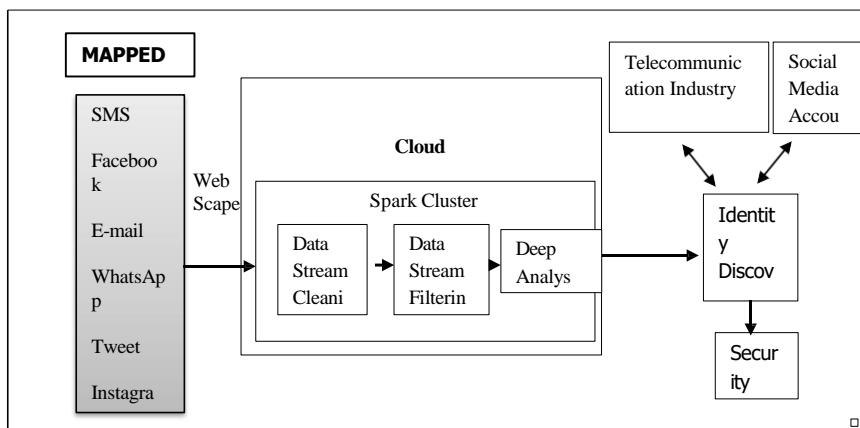 MAPPED
SMS
Faceboo
k
E-mail
WhatsAp
p
Tweet
Instagra
Web
Scape
Cloud
Spark Cluster
Data
Stream
Cleani
Data
Stream
Filterin
Deep
Analys
Telecommunic
ation Industry
Social
Media
Accou
Identit
y
Discov
Secur
ity